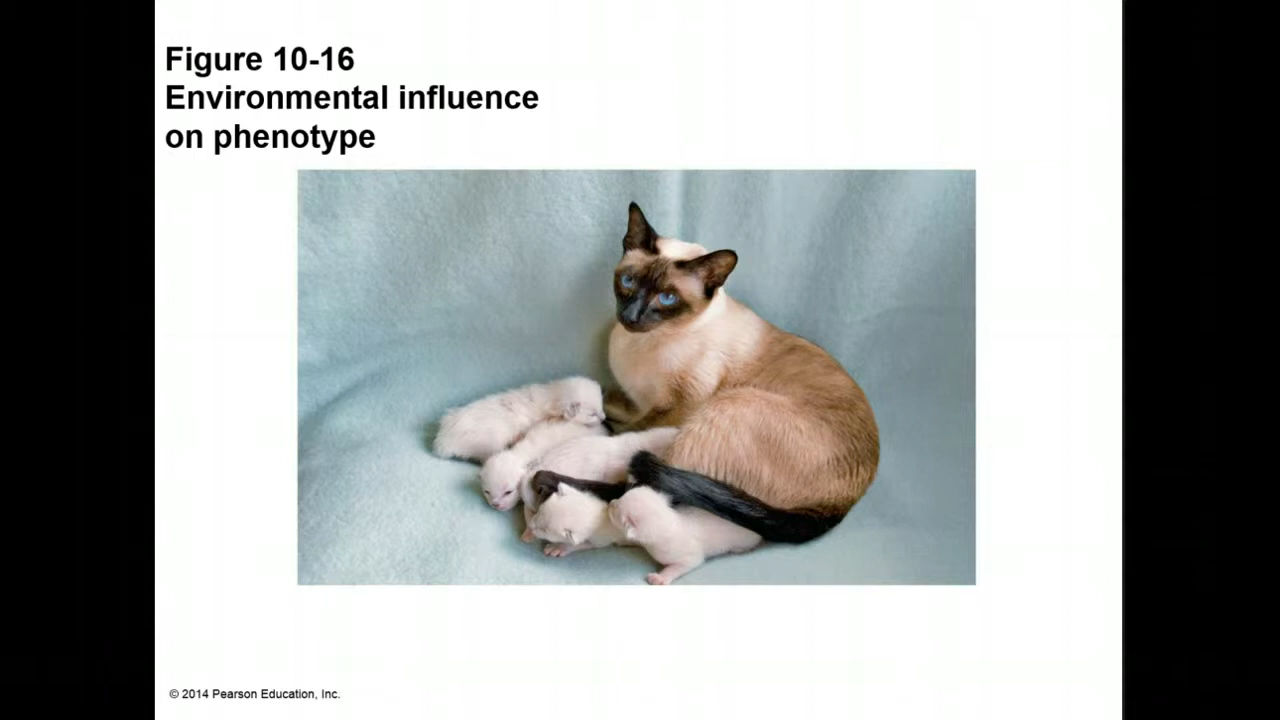 Figure 10-16
Environmental influence
on phenotype
© 2014 Pearson Education, Inc.